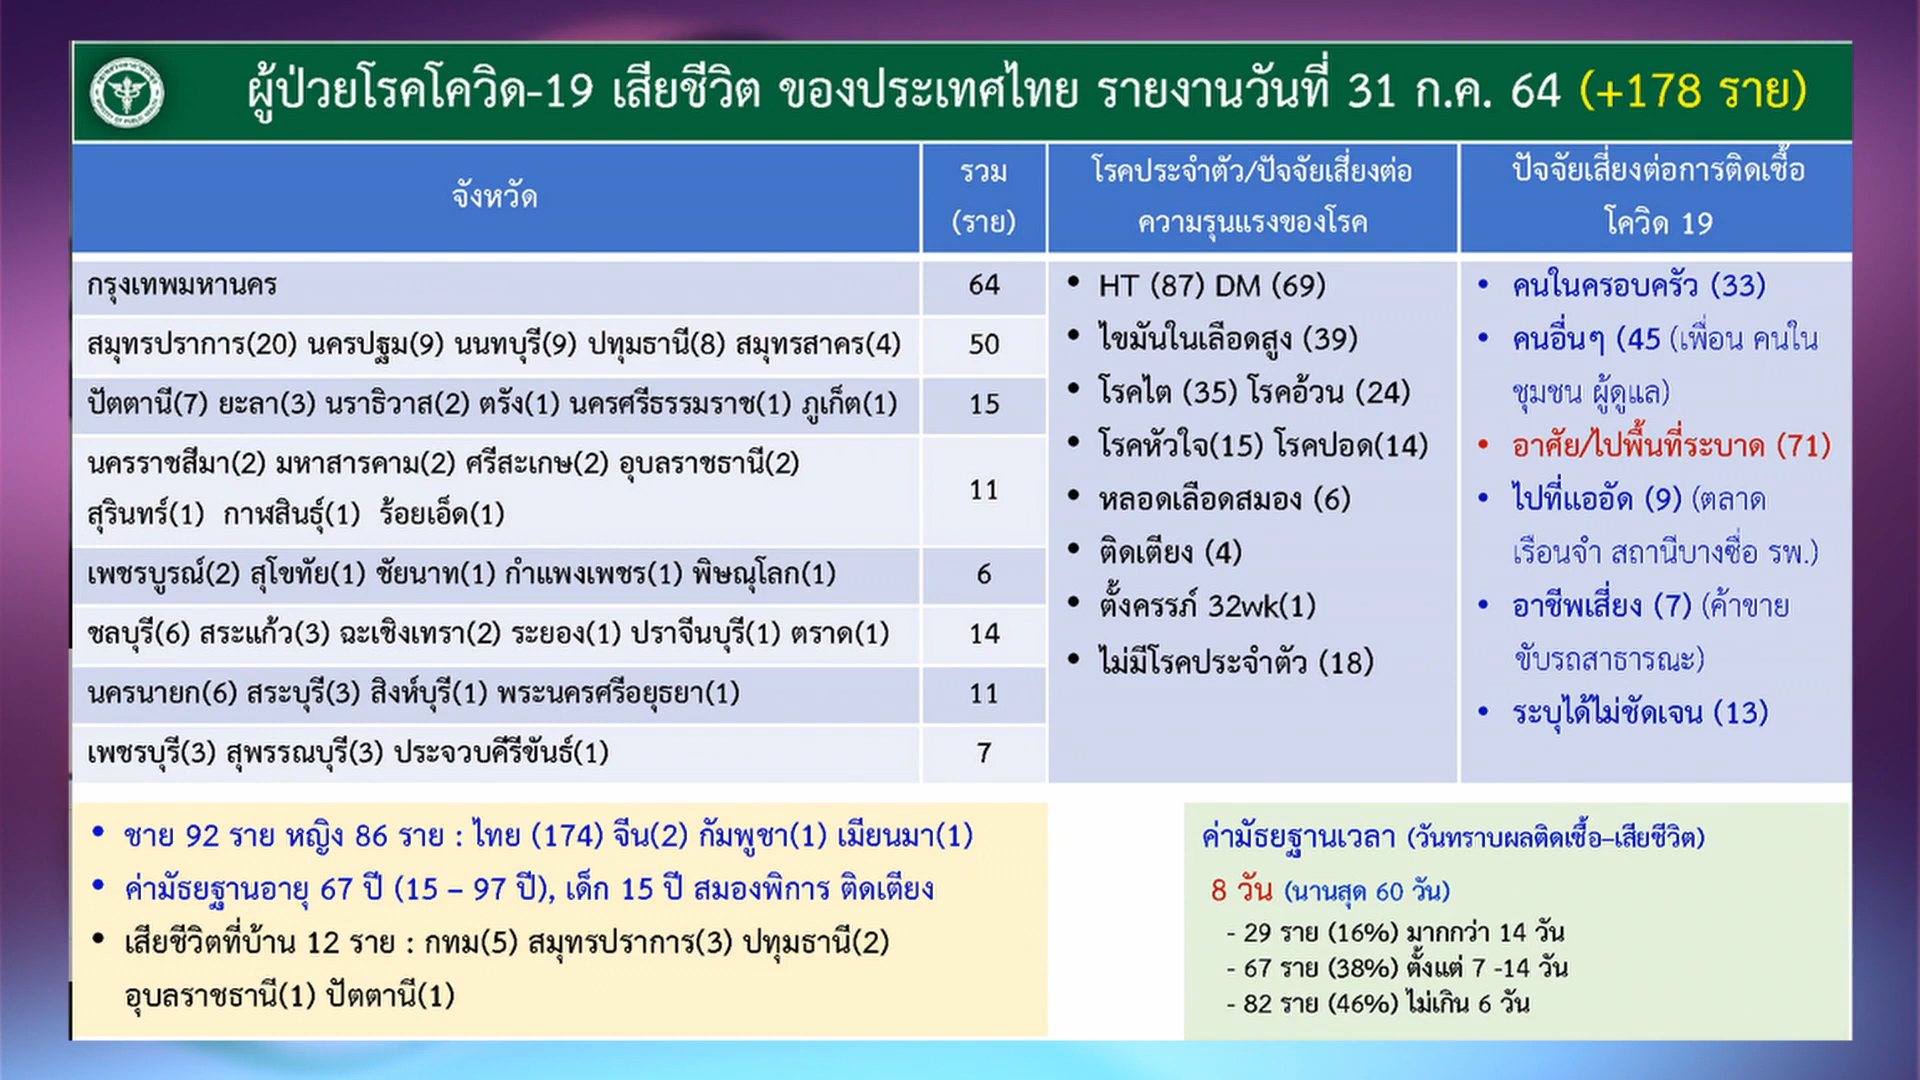 ผู้ป่วยโรคโควิด-19 เสียชีวิต ของประเทศไทย รายงานวันที่ 31 ก.ค. 64 (+178 ราย)
จังหวัด
รวม
(ราย)
โรคประจำตัว/ปัจจัยเสี่ยงต่อ
ความรุนแรงของโรค
ปัจจัยเสี่ยงต่อการติดเชื้อ
โควิด 19
กรุงเทพมหานคร
64
สมุทรปราการ(20) นครปฐม(9) นนทบุรี(9) ปทุมธานี(8) สมุทรสาคร(4)
50
ปัตตานี(7) ยะลา(3) นราธิวาส(2) ตรัง(1) นครศรีธรรมราช(1) ภูเก็ต(1)
15
นครราชสีมา(2) มหาสารคาม(2) ศรีสะเกษ(2) อุบลราชธานี(2)
สุรินทร์(1) กาฬสินธุ์(1) ร้อยเอ็ด(1)
11
เพชรบูรณ์(2) สุโขทัย(1) ชัยนาท(1) กำแพงเพชร(1) พิษณุโลก(1)
6
ชลบุรี(6) สระแก้ว(3) ฉะเชิงเทรา(2) ระยอง(1) ปราจีนบุรี(1) ตราด(1)
14
นครนายก(6) สระบุรี(3) สิงห์บุรี(1) พระนครศรีอยุธยา(1)
11
เพชรบุรี(3) สุพรรณบุรี(3) ประจวบคีรีขันธ์(1)
7
• HT (87) DM (69)
• ไขมันในเลือดสูง (39)
• โรคไต (35) โรคอ้วน (24)
• โรคหัวใจ(15) โรคปอด(14)
• หลอดเลือดสมอง (6)
• ติดเตียง (4)
• ตั้งครรภ์ 32wk(1)
• ไม่มีโรคประจำตัว (18)
• คนในครอบครัว (33)
• คนอื่นๆ (45 (เพื่อน คนใน
ชุมชน ผู้ดูแล)
• อาศัย/ไปพื้นที่ระบาด (71)
• ไปที่แออัด (9) (ตลาด
เรือนจำ สถานีบางซื่อ รพ.)
• อาชีพเสี่ยง (7) (ค้าขาย
ขับรถสาธารณะ)
• ระบุได้ไม่ชัดเจน (13)
• ชาย 92 ราย หญิง 86 ราย : ไทย (174) จีน(2) กัมพูชา(1) เมียนมา(1)
• ค่ามัธยฐานอายุ 67 ปี (15 – 97 ปี), เด็ก 15 ปี สมองพิการ ติดเตียง
• เสียชีวิตที่บ้าน 12 ราย : กทม(5) สมุทรปราการ(3) ปทุมธานี(2)
อุบลราชธานี(1) ปัตตานี(1)
ค่ามัธยฐานเวลา (วันทราบผลติดเชื้อ–เสียชีวิต)
8 วัน (นานสุด 60 วัน)
- 29 ราย (16%) มากกว่า 14 วัน
- 67 ราย (38%) ตั้งแต่ 7 -14 วัน
- 82 ราย (46%) ไม่เกิน 6 วัน